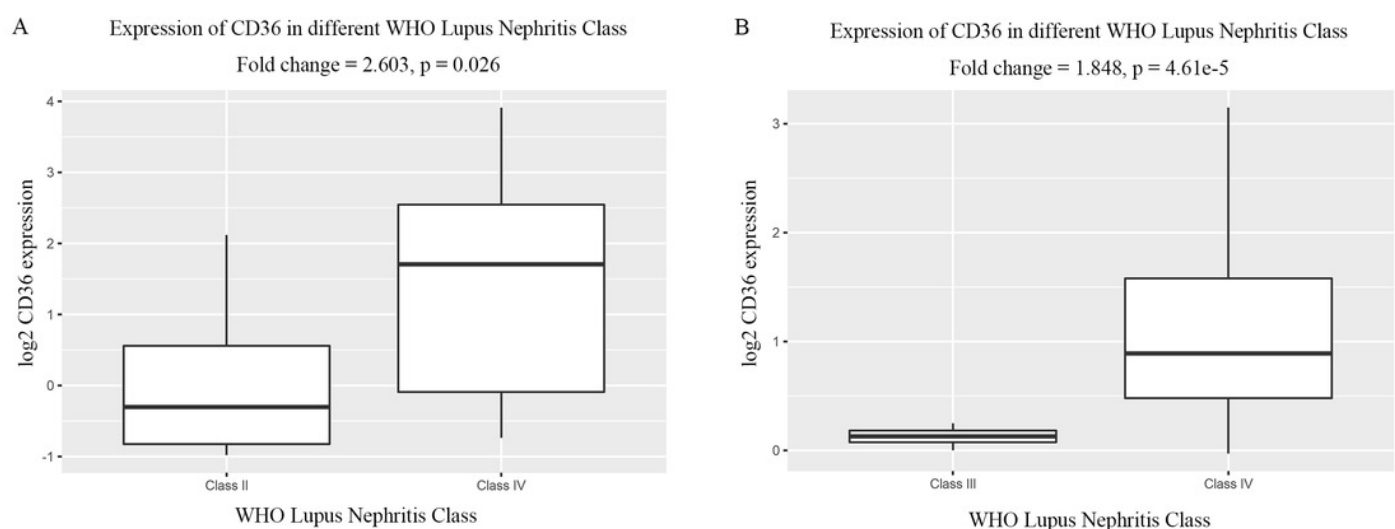 A
Expression of CD36 in different WHO Lupus Nephritis Class
Fold change = 2.603, p = 0.026
4
3
2
1
0
-1
log2 CD36 expression
Class II
Class IV
WHO Lupus Nephritis Class
B
Expression of CD36 in different WHO Lupus Nephritis Class
Fold change = 1.848, p = 4.61e-5
3
2
1
0
log2 CD36 expression
Class III
Class IV
WHO Lupus Nephritis Class